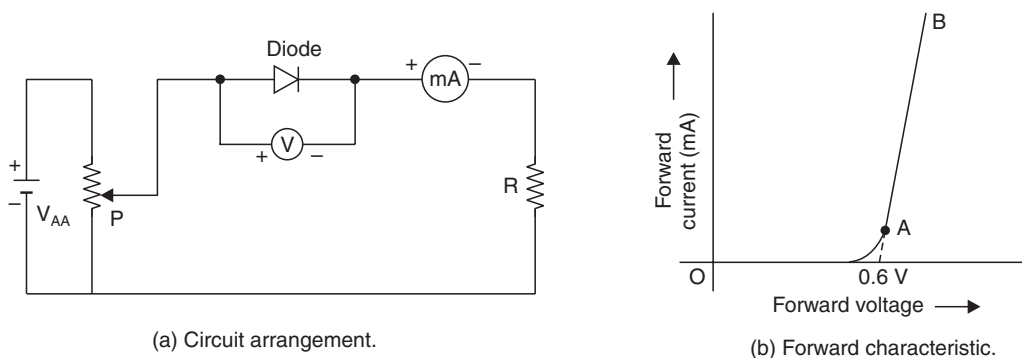 Diode
+ mA –
+ V –
+
–
V_AA
P
R
(a) Circuit arrangement.
B
Forward
current (mA)
A
O
0.6 V
Forward voltage
(b) Forward characteristic.